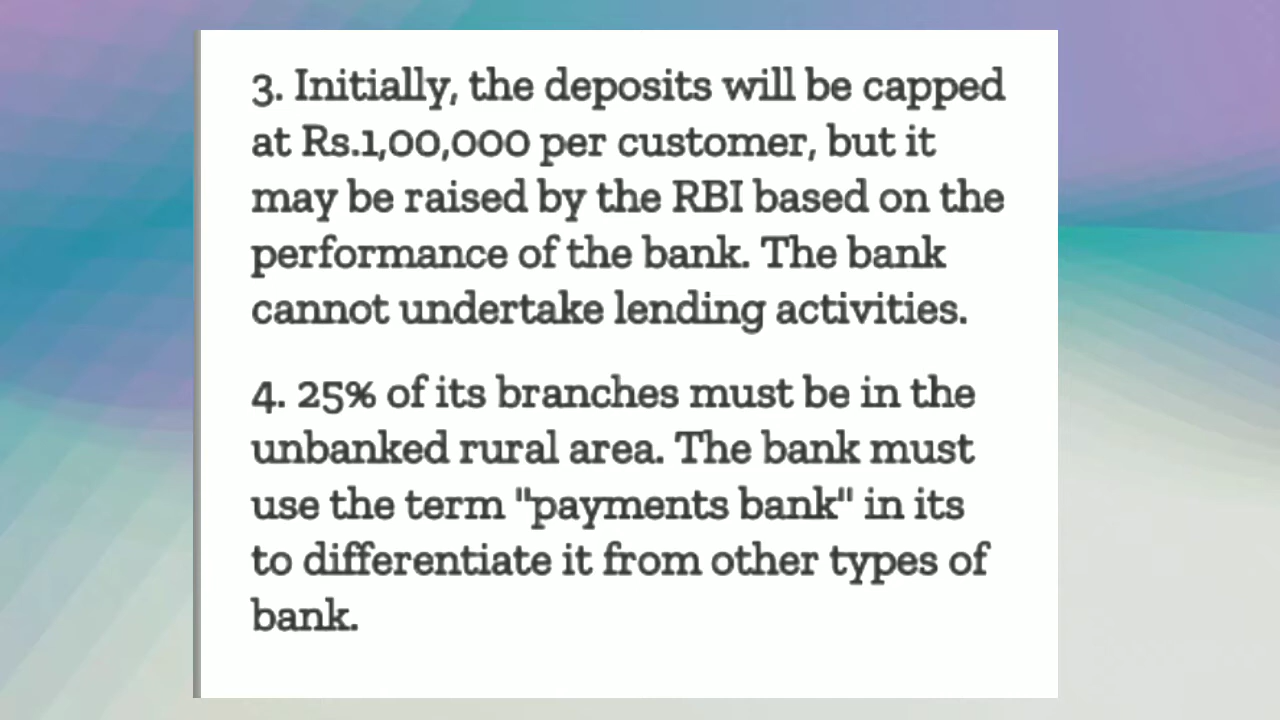 3. Initially, the deposits will be capped
at Rs.1,00,000 per customer, but it
may be raised by the RBI based on the
performance of the bank. The bank
cannot undertake lending activities.
4. 25% of its branches must be in the
unbanked rural area. The bank must
use the term "payments bank" in its
to differentiate it from other types of
bank.